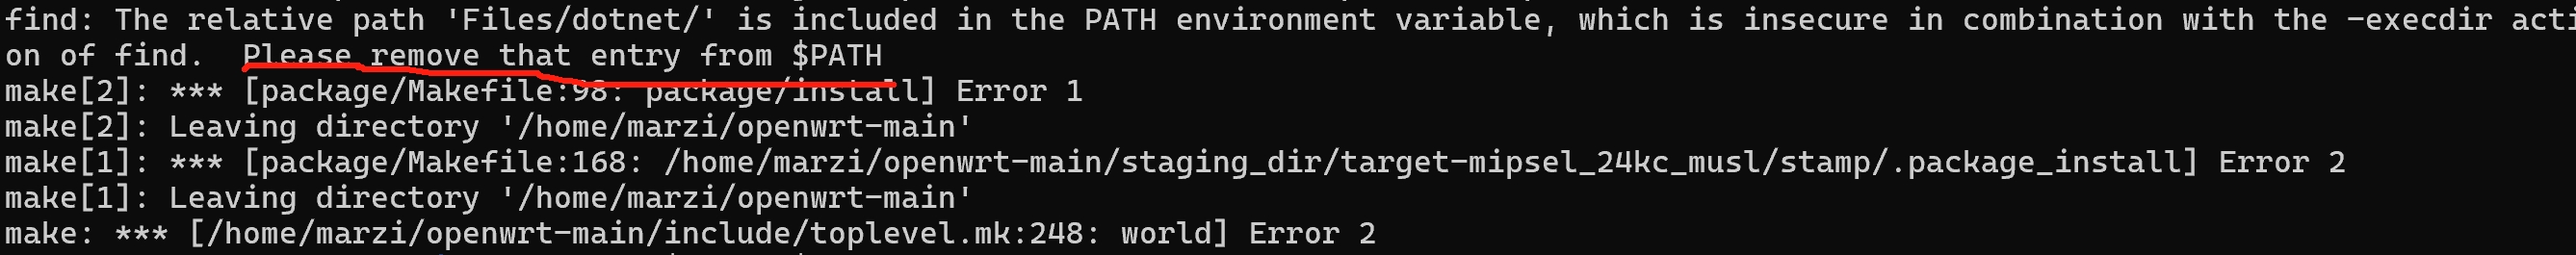 find: The relative path 'Files/dotnet/' is included in the PATH environment variable, which is insecure in combination with the -execdir acti
on of find.  Please remove that entry from $PATH
make[2]: *** [package/Makefile:98: package/install] Error 1
make[2]: Leaving directory '/home/marzi/openwrt-main'
make[1]: *** [package/Makefile:168: /home/marzi/openwrt-main/staging_dir/target-mipsel_24kc_musl/stamp/.package_install] Error 2
make[1]: Leaving directory '/home/marzi/openwrt-main'
make: *** [/home/marzi/openwrt-main/include/toplevel.mk:248: world] Error 2